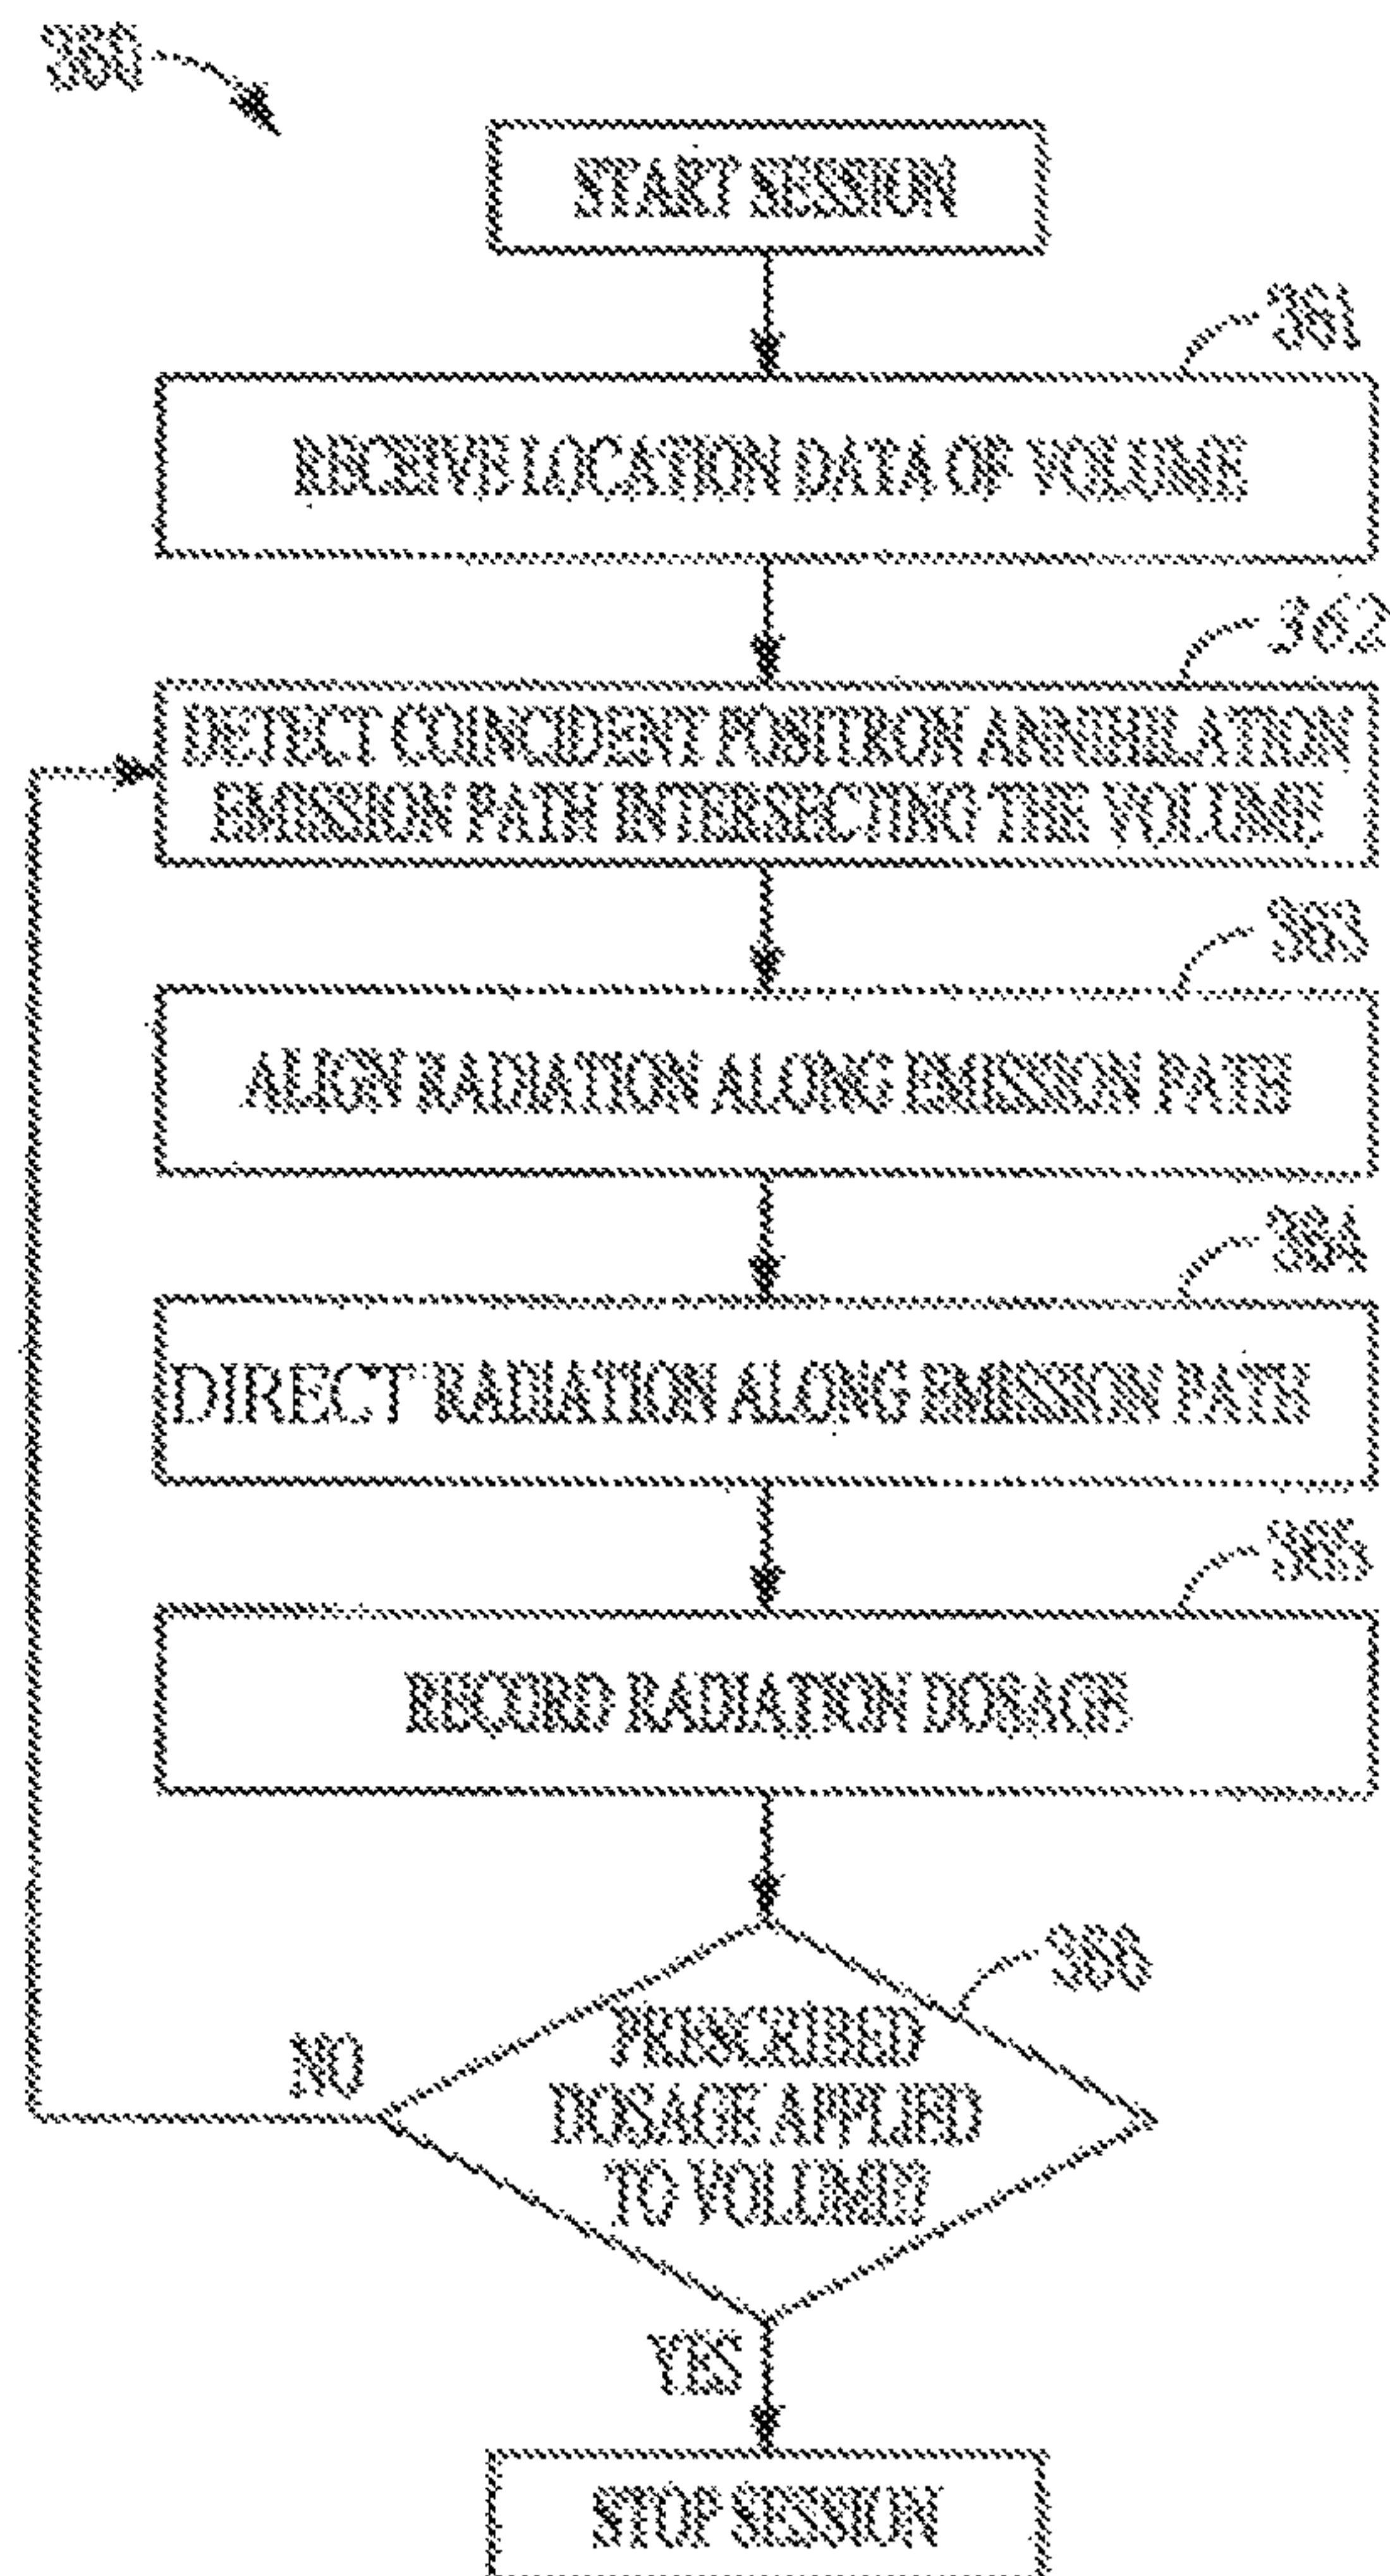 360
START SESSION
361
RECEIVE LOCATION DATA OF VOLUME
362
DETECT COINCIDENT POSITRON ANNIHILATION
EMISSION PATH INTERSECTING THE VOLUME
363
ALIGN RADIATION ALONG EMISSION PATH
364
DIRECT RADIATION ALONG EMISSION PATH
365
RECORD RADIATION DOSAGE
366
PRESCRIBED
DOSAGE APPLIED
TO VOLUME?
NO
YES
STOP SESSION